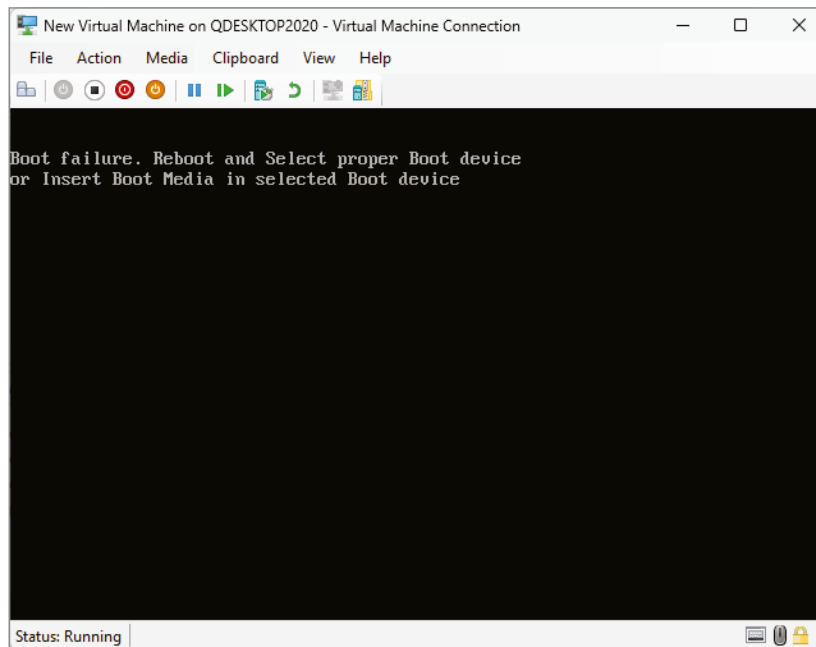 New Virtual Machine on QDESKTOP2020 - Virtual Machine Connection
File Action Media Clipboard View Help
Boot failure. Reboot and Select proper Boot device
or Insert Boot Media in selected Boot device
Status: Running